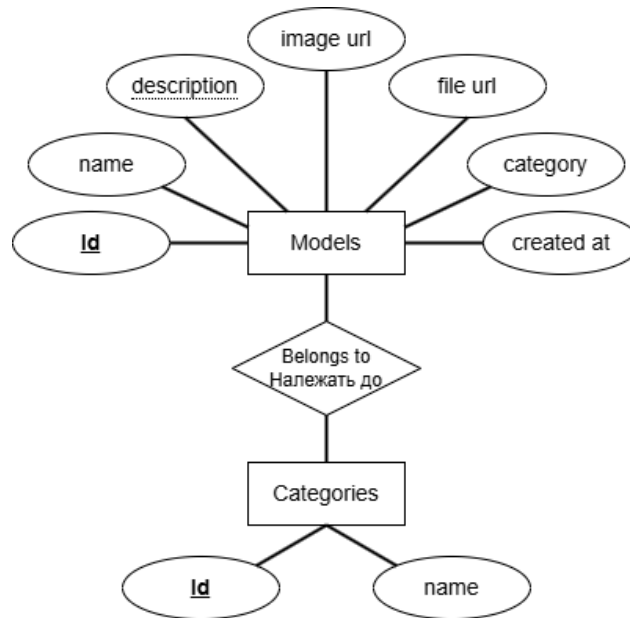 image url
description
file url
name
category
Id
Models
created at
Belongs to
Належать до
Categories
Id
name